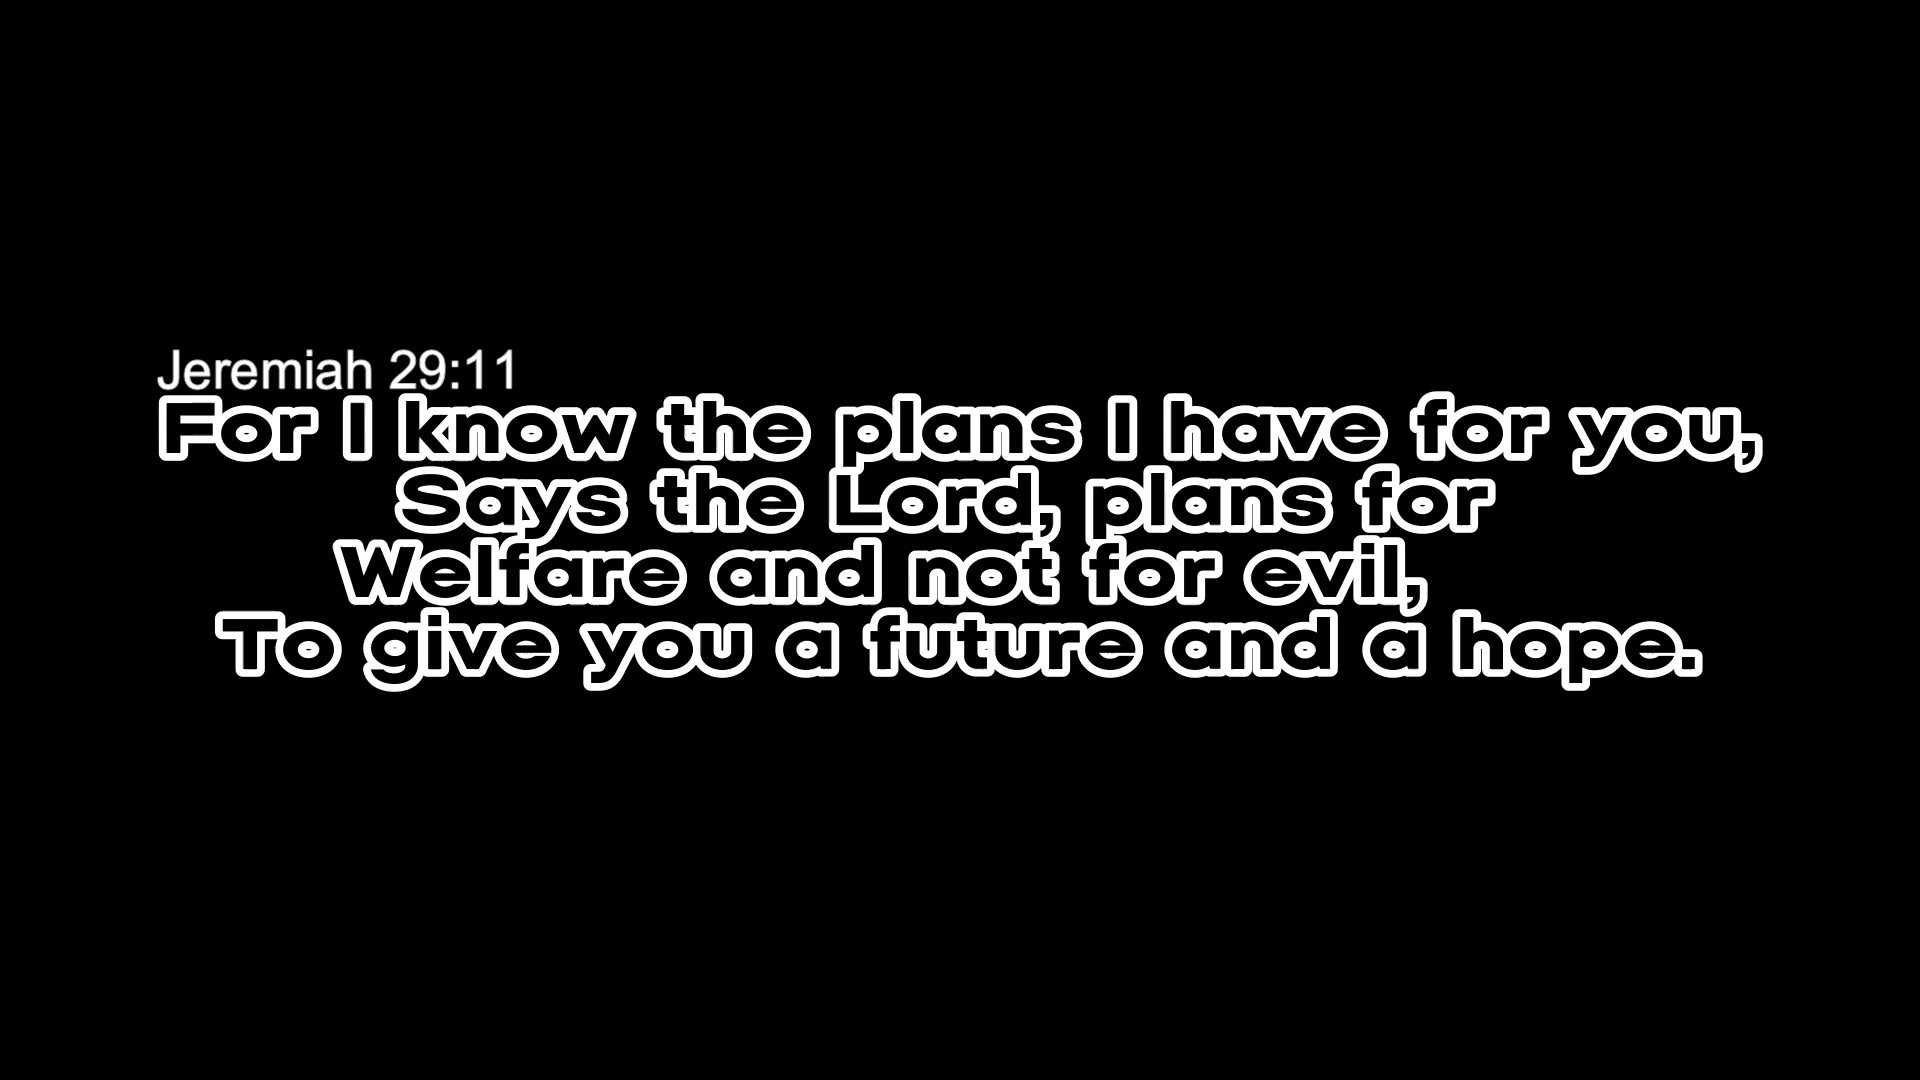 Jeremiah 29:11
For I know the plans I have for you,
Says the Lord, plans for
Welfare and not for evil,
To give you a future and a hope.